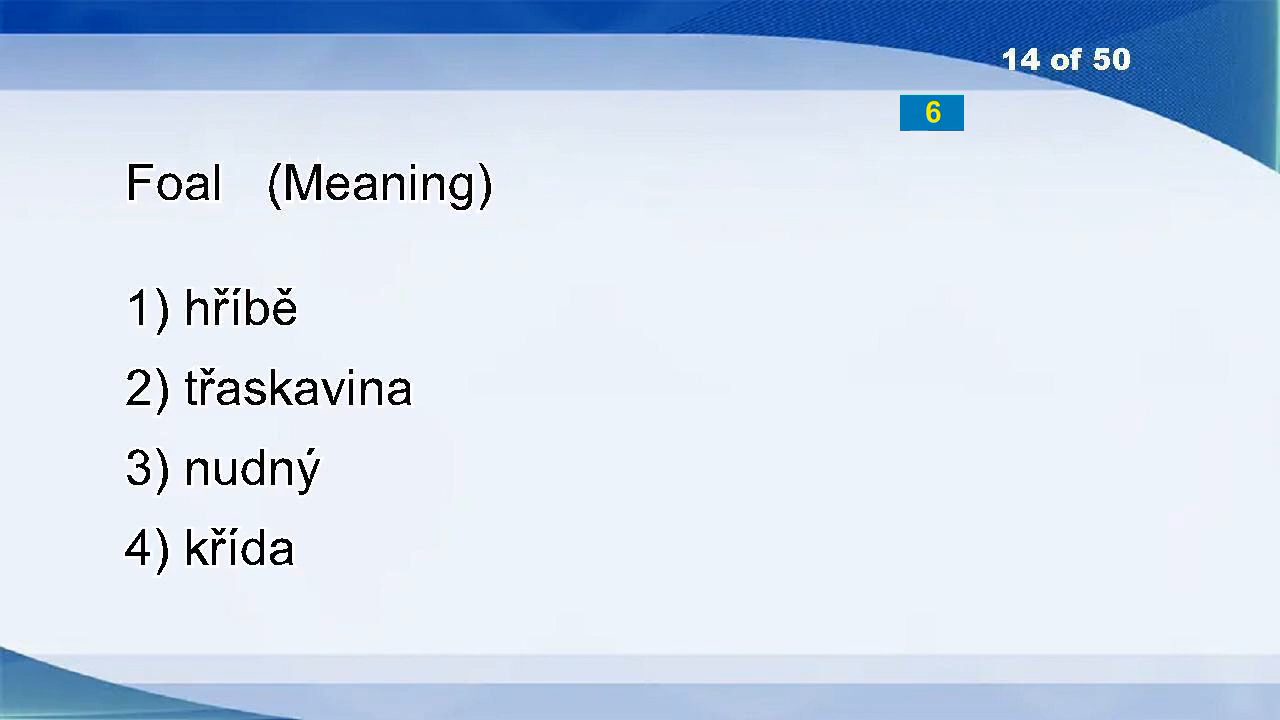 14 of 50
6
Foal (Meaning)
1) hříbě
2) třaskavina
3) nudný
4) křída